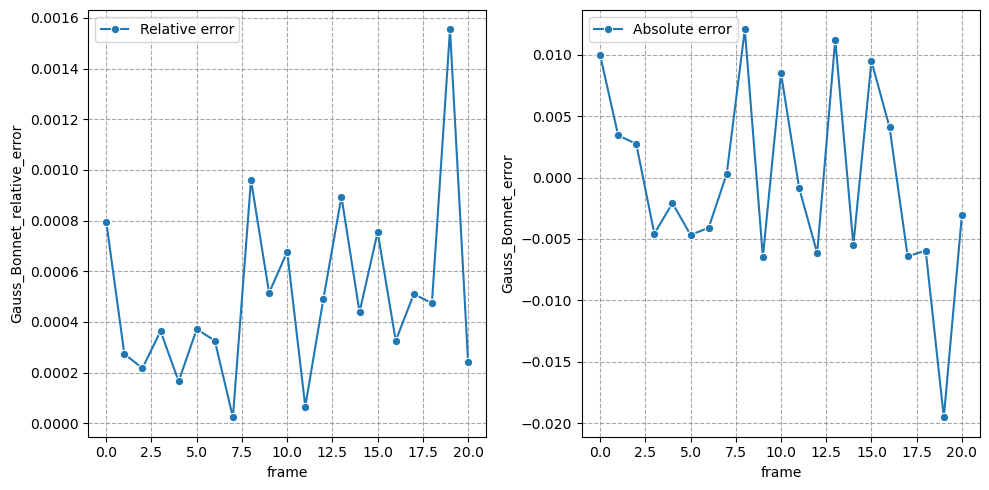 Relative error
Gauss_Bonnet_relative_error
0.0016
0.0014
0.0012
0.0010
0.0008
0.0006
0.0004
0.0002
0.0000
0.0 2.5 5.0 7.5 10.0 12.5 15.0 17.5 20.0
frame
Absolute error
Gauss_Bonnet_error
0.010
0.005
0.000
−0.005
−0.010
−0.015
−0.020
0.0 2.5 5.0 7.5 10.0 12.5 15.0 17.5 20.0
frame